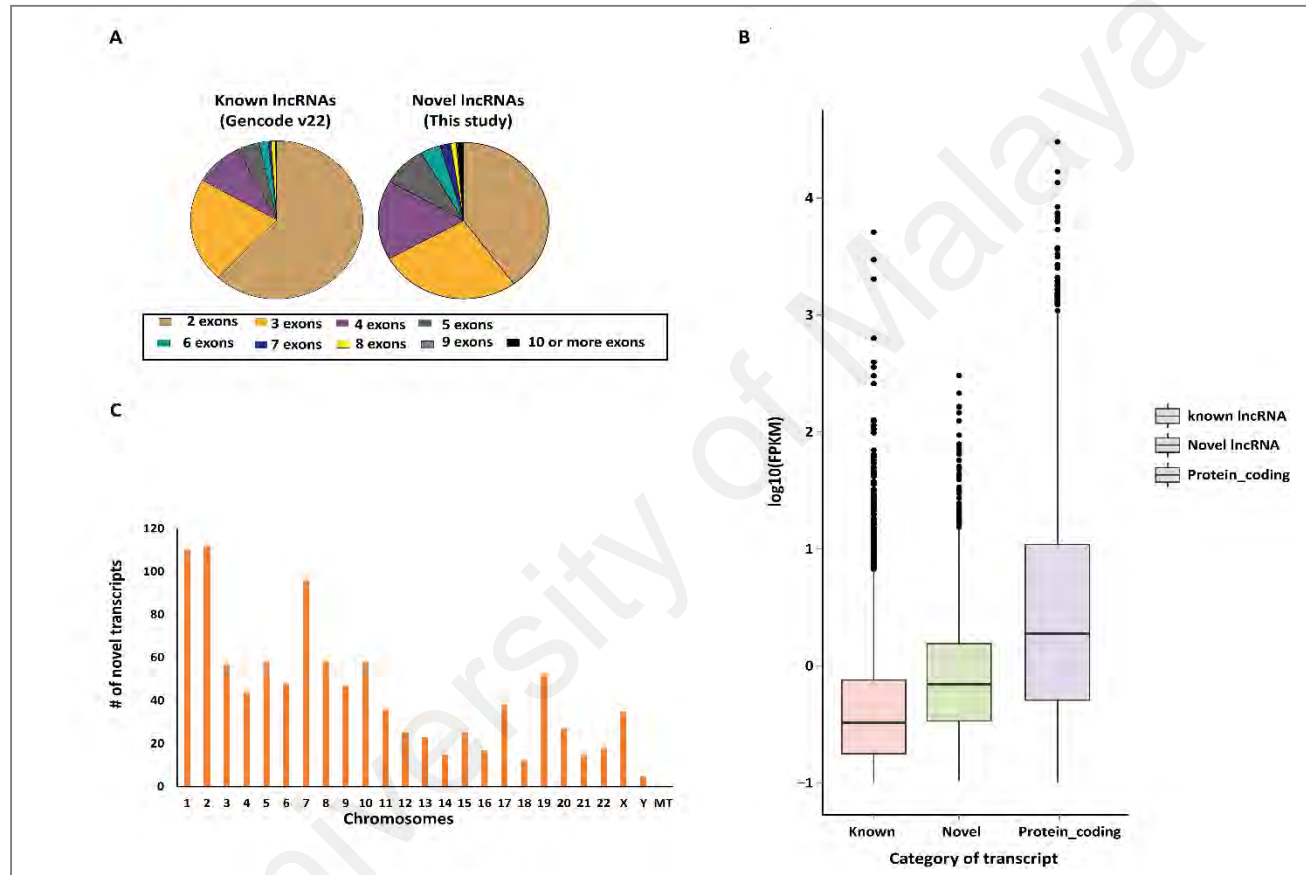 A
Known lncRNAs
(Gencode v22)
Novel lncRNAs
(This study)
2 exons
3 exons
4 exons
5 exons
6 exons
7 exons
8 exons
9 exons
10 or more exons
B
log10(FPKM)
4
3
2
1
0
−1
Known
Novel
Protein_coding
Category of transcript
known lncRNA
Novel lncRNA
Protein_coding
C
# of novel transcripts
120
100
80
60
40
20
0
1 2 3 4 5 6 7 8 9 10 11 12 13 14 15 16 17 18 19 20 21 22 X Y MT
Chromosomes
University of Malaya